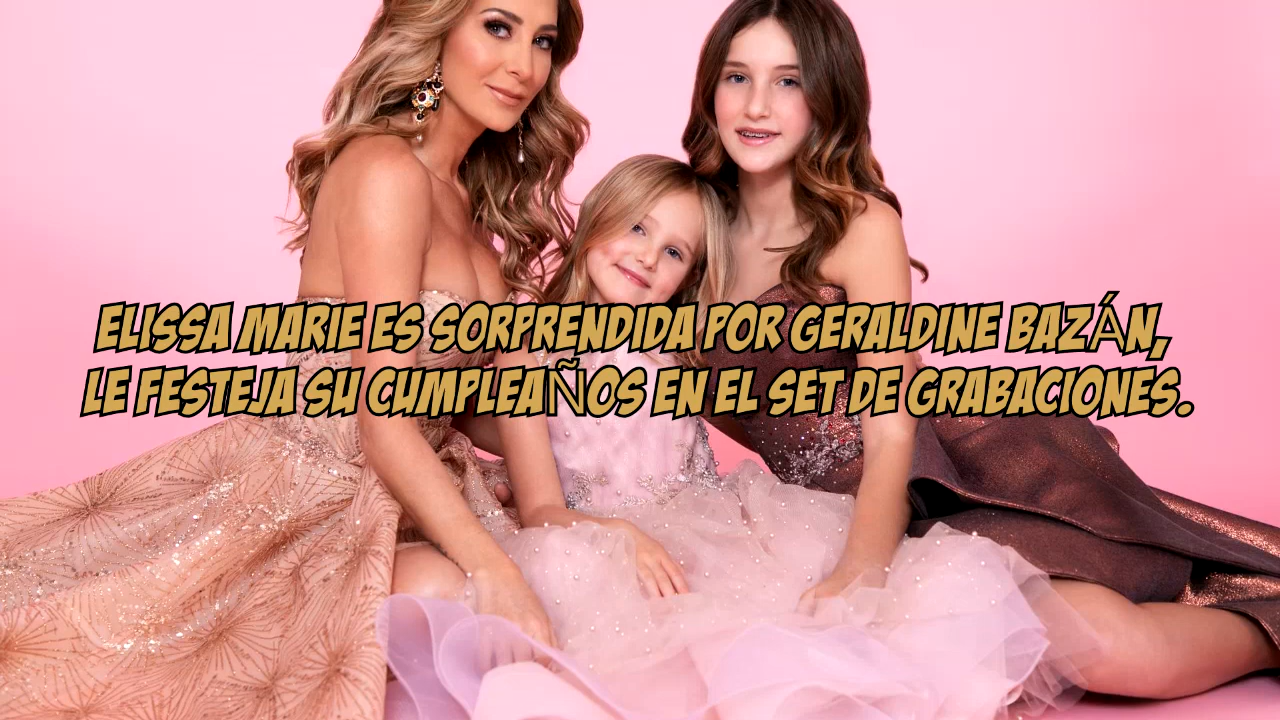 ELISSA MARIE ES SORPRENDIDA POR GERALDINE BAZÁN,
LE FESTEJA SU CUMPLEAÑOS EN EL SET DE GRABACIONES.